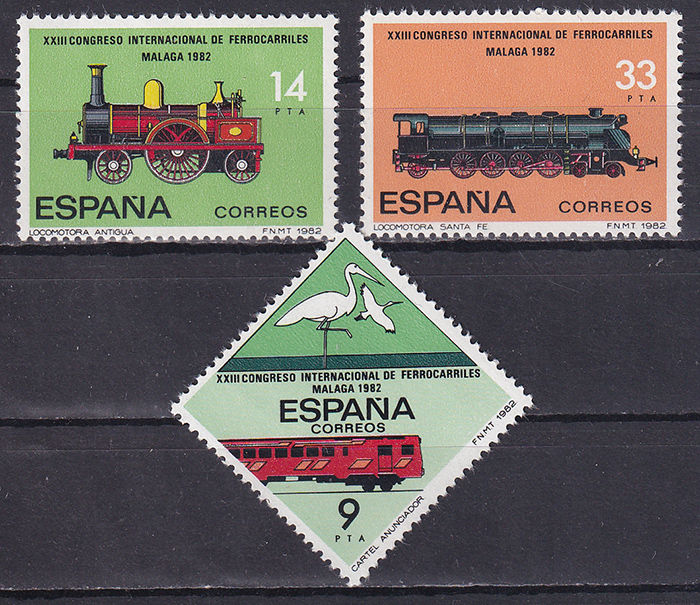 XXIII CONGRESO INTERNACIONAL DE FERROCARRILES
MALAGA 1982
14
PTA
ESPAÑA
CORREOS
LOCOMOTORA ANTIGUA
F.N.M.T. 1982
XXIII CONGRESO INTERNACIONAL DE FERROCARRILES
MALAGA 1982
33
PTA
ESPAÑA
CORREOS
LOCOMOTORA SANTA FE
F.N.M.T. 1982
XXIII CONGRESO INTERNACIONAL DE FERROCARRILES
MALAGA 1982
ESPAÑA
CORREOS
9
PTA
CARTEL ANUNCIADOR
F.N.M.T. 1982